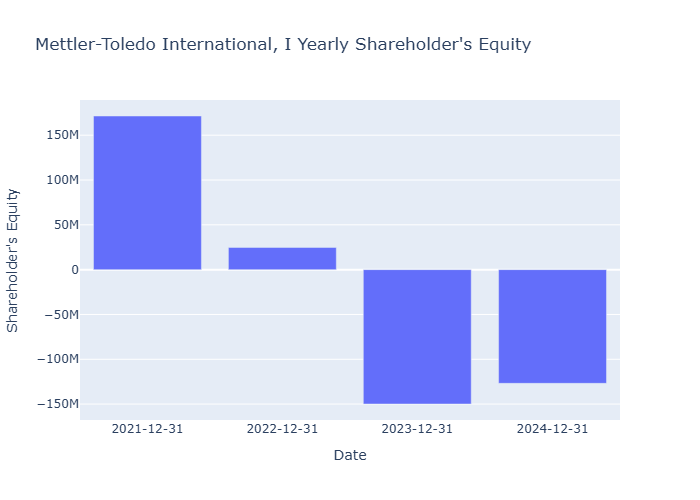 Mettler-Toledo International, I Yearly Shareholder's Equity
Shareholder's Equity
150M
100M
50M
0
−50M
−100M
−150M
2021-12-31
2022-12-31
2023-12-31
2024-12-31
Date